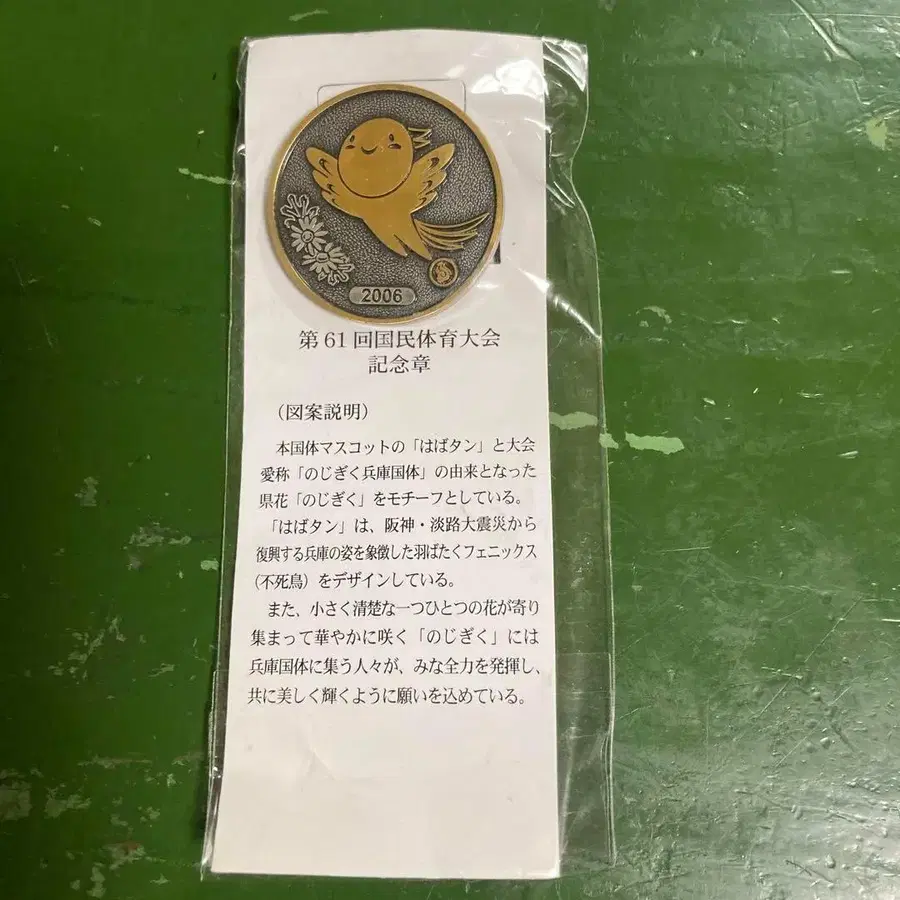 2006
第61回国民体育大会
記念章
（図案説明）
本国体マスコットの「はばタン」と大会
愛称「のじぎく兵庫国体」の由来となった
県花「のじぎく」をモチーフとしている。
「はばタン」は、阪神・淡路大震災から
復興する兵庫の姿を象徴した羽ばたくフェニックス
（不死鳥）をデザインしている。
また、小さく清楚な一つひとつの花が寄り
集まって華やかに咲く「のじぎく」には
兵庫国体に集う人々が、みな全力を発揮し、
共に美しく輝くように願いを込めている。